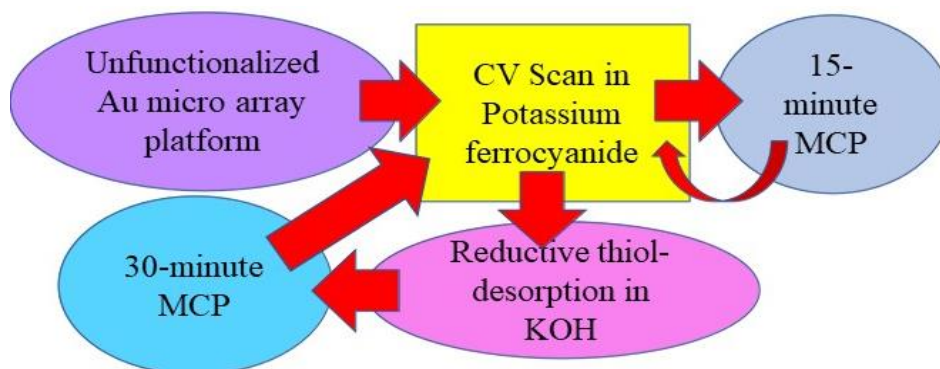 Unfunctionalized
Au micro array
platform
CV Scan in
Potassium
ferrocyanide
15-
minute
MCP
30-minute
MCP
Reductive thiol-
desorption in
KOH